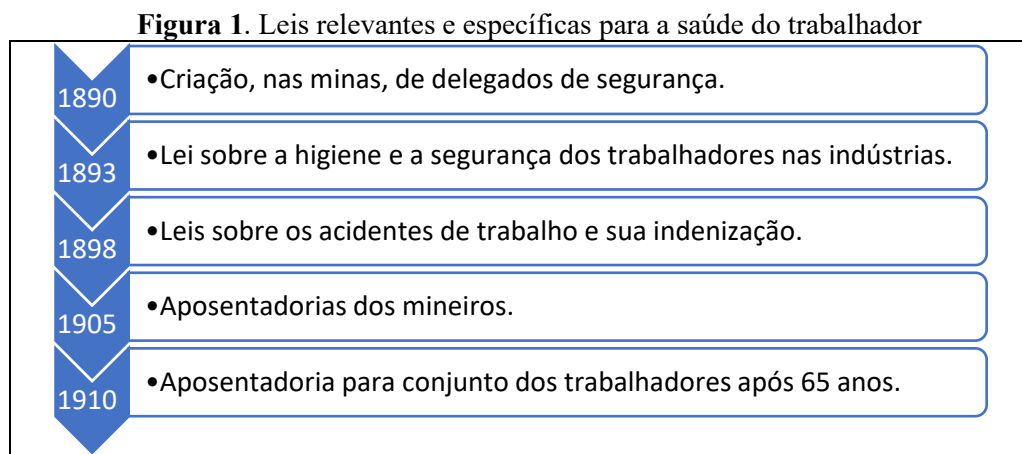 Figura 1. Leis relevantes e específicas para a saúde do trabalhador
1890
•Criação, nas minas, de delegados de segurança.
1893
•Lei sobre a higiene e a segurança dos trabalhadores nas indústrias.
1898
•Leis sobre os acidentes de trabalho e sua indenização.
1905
•Aposentadorias dos mineiros.
1910
•Aposentadoria para conjunto dos trabalhadores após 65 anos.